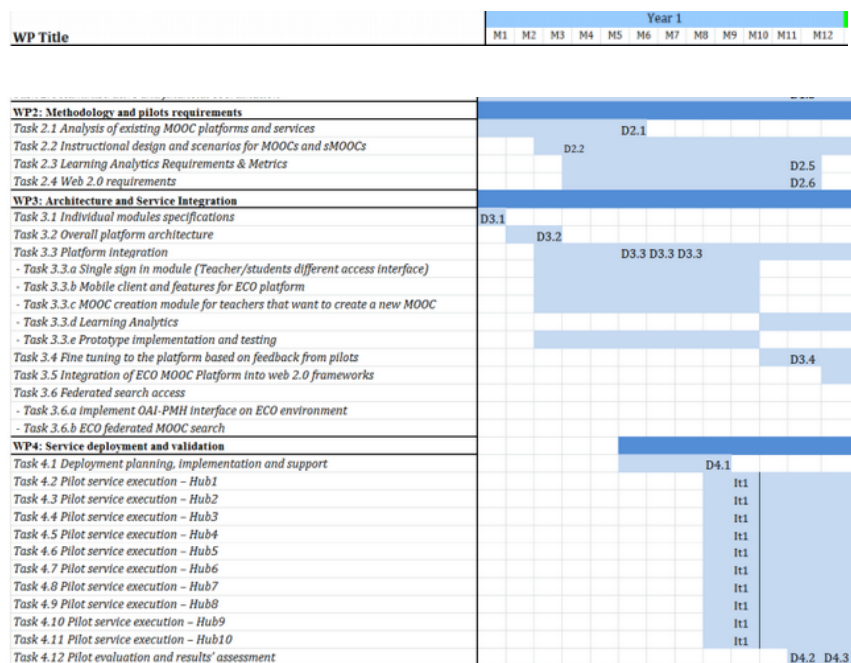 Year 1
WP Title M1 M2 M3 M4 M5 M6 M7 M8 M9 M10 M11 M12
WP2: Methodology and pilots requirements
Task 2.1 Analysis of existing MOOC platforms and services D2.1
Task 2.2 Instructional design and scenarios for MOOCs and sMOOCs D2.2
Task 2.3 Learning Analytics Requirements & Metrics D2.5
Task 2.4 Web 2.0 requirements D2.6
WP3: Architecture and Service Integration
Task 3.1 Individual modules specifications D3.1
Task 3.2 Overall platform architecture D3.2
Task 3.3 Platform integration D3.3 D3.3 D3.3
- Task 3.3.a Single sign in module (Teacher/students different access interface)
- Task 3.3.b Mobile client and features for ECO platform
- Task 3.3.c MOOC creation module for teachers that want to create a new MOOC
- Task 3.3.d Learning Analytics
- Task 3.3.e Prototype implementation and testing
Task 3.4 Fine tuning to the platform based on feedback from pilots D3.4
Task 3.5 Integration of ECO MOOC Platform into web 2.0 frameworks
Task 3.6 Federated search access
- Task 3.6.a implement OAI-PMH interface on ECO environment
- Task 3.6.b ECO federated MOOC search
WP4: Service deployment and validation
Task 4.1 Deployment planning, implementation and support D4.1
Task 4.2 Pilot service execution – Hub1 It1
Task 4.3 Pilot service execution – Hub2 It1
Task 4.4 Pilot service execution – Hub3 It1
Task 4.5 Pilot service execution – Hub4 It1
Task 4.6 Pilot service execution – Hub5 It1
Task 4.7 Pilot service execution – Hub6 It1
Task 4.8 Pilot service execution – Hub7 It1
Task 4.9 Pilot service execution – Hub8 It1
Task 4.10 Pilot service execution – Hub9 It1
Task 4.11 Pilot service execution – Hub10 It1
Task 4.12 Pilot evaluation and results' assessment D4.2 D4.3